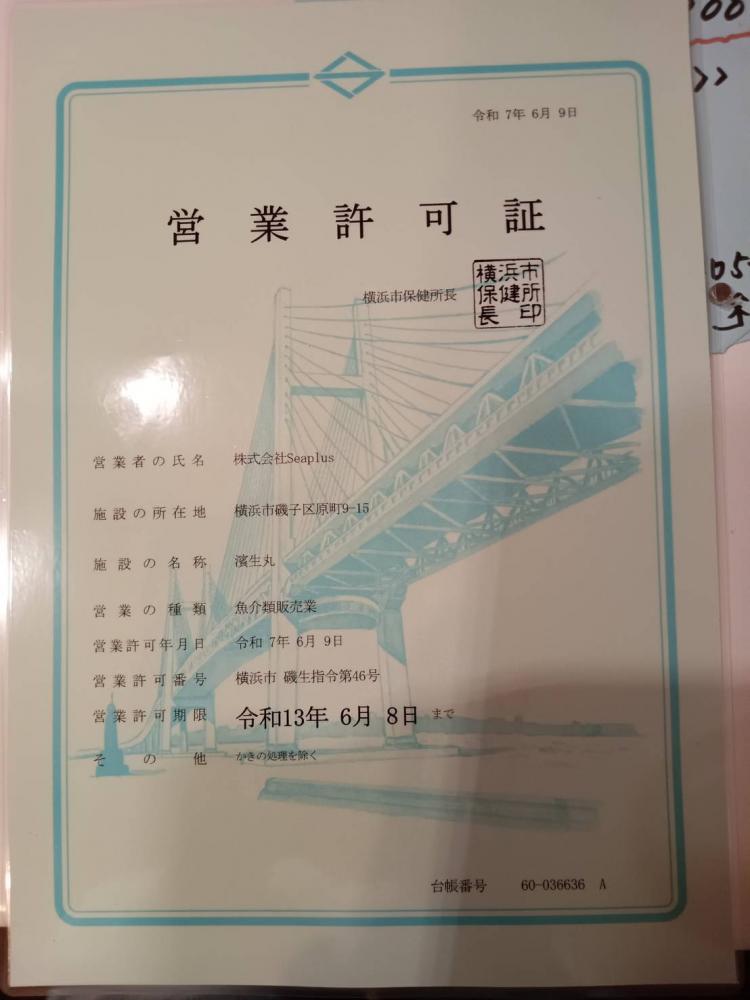 令和 7年 6月 9日
営業許可証
横浜市保健所長
横浜市
保健所
長印
営業者の氏名 株式会社Seaplus
施設の所在地 横浜市磯子区原町9-15
施設の名称 濱生丸
営業の種類 魚介類販売業
営業許可年月日 令和 7年 6月 9日
営業許可番号 横浜市 磯生指令第46号
営業許可期限 令和13年 6月 8日 まで
その他 かきの処理を除く
台帳番号 60-036636 A